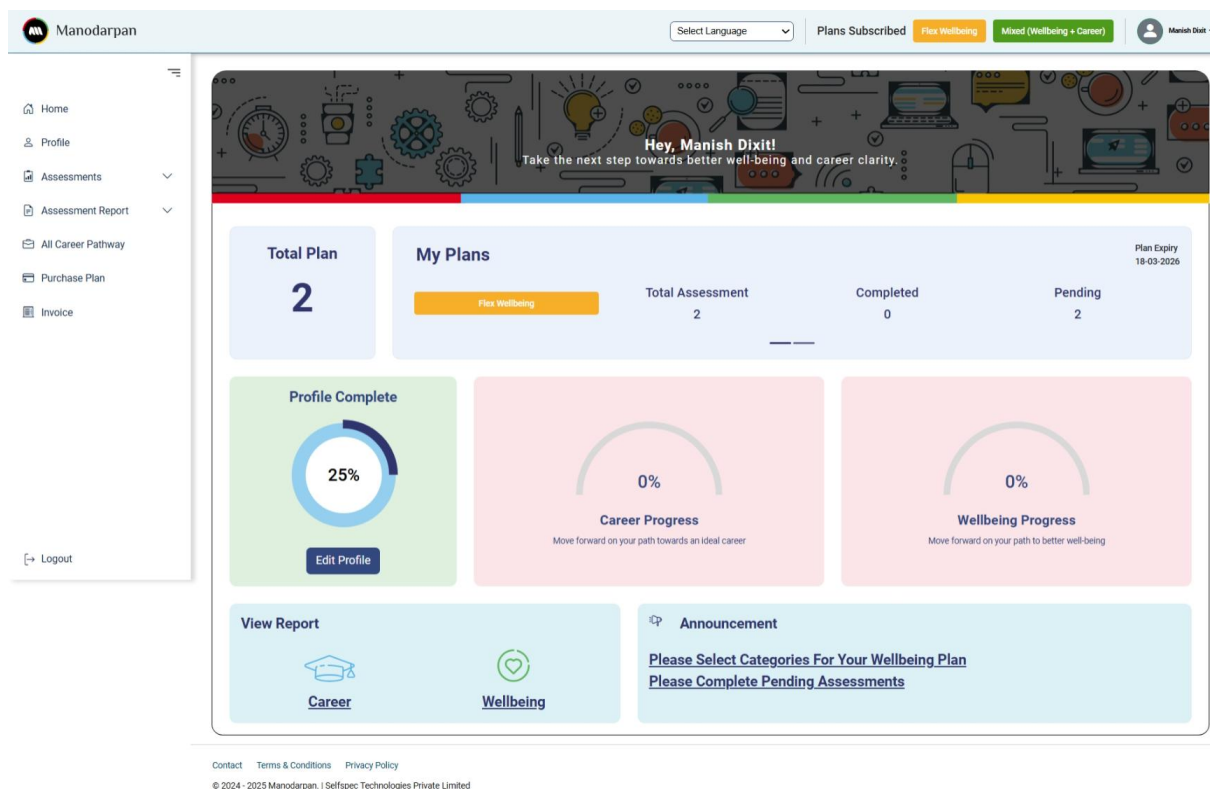 Manodarpan
Select Language
Plans Subscribed
Flex Wellbeing
Mixed (Wellbeing + Career)
Manish Dixit
Home
Profile
Assessments
Assessment Report
All Career Pathway
Purchase Plan
Invoice
Logout
Hey, Manish Dixit!
Take the next step towards better well-being and career clarity.
Total Plan
2
My Plans
Plan Expiry
18-03-2026
Flex Wellbeing
Total Assessment
2
Completed
0
Pending
2
Profile Complete
25%
Edit Profile
0%
Career Progress
Move forward on your path towards an ideal career
0%
Wellbeing Progress
Move forward on your path to better well-being
View Report
Career
Wellbeing
Announcement
Please Select Categories For Your Wellbeing Plan
Please Complete Pending Assessments
Contact Terms & Conditions Privacy Policy
© 2024 - 2025 Manodarpan. | Selfspec Technologies Private Limited